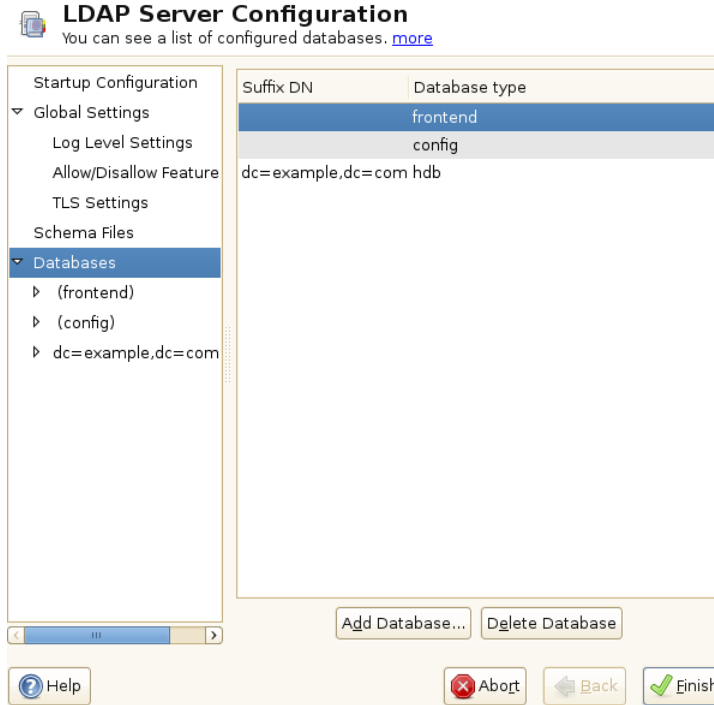 LDAP Server Configuration
You can see a list of configured databases. more
Startup Configuration
Global Settings
Log Level Settings
Allow/Disallow Feature
TLS Settings
Schema Files
Databases
(frontend)
(config)
dc=example,dc=com
Suffix DN Database type
frontend
config
dc=example,dc=com hdb
Add Database... Delete Database
Help Abort Back Finish